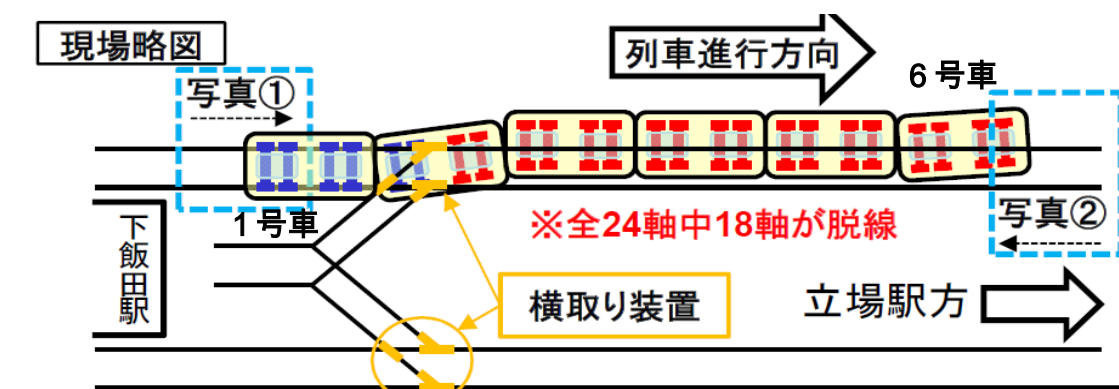 現場略図
列車進行方向
6号車
写真①
1号車
下飯田駅
※全24軸中18軸が脱線
写真②
横取り装置
立場駅方